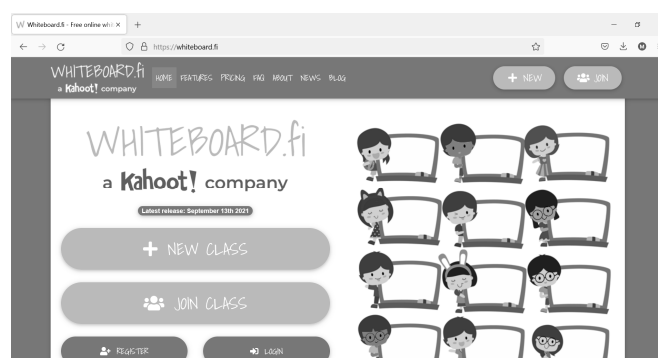 Whiteboard.fi - Free online whit
https://whiteboard.fi
WHITEBOARD.fi
a Kahoot! company
HOME FEATURES PRICING FAQ ABOUT NEWS BLOG
NEW JOIN
WHITEBOARD.fi
a Kahoot! company
Latest release: September 13th 2021
NEW CLASS
JOIN CLASS
REGISTER LOGIN